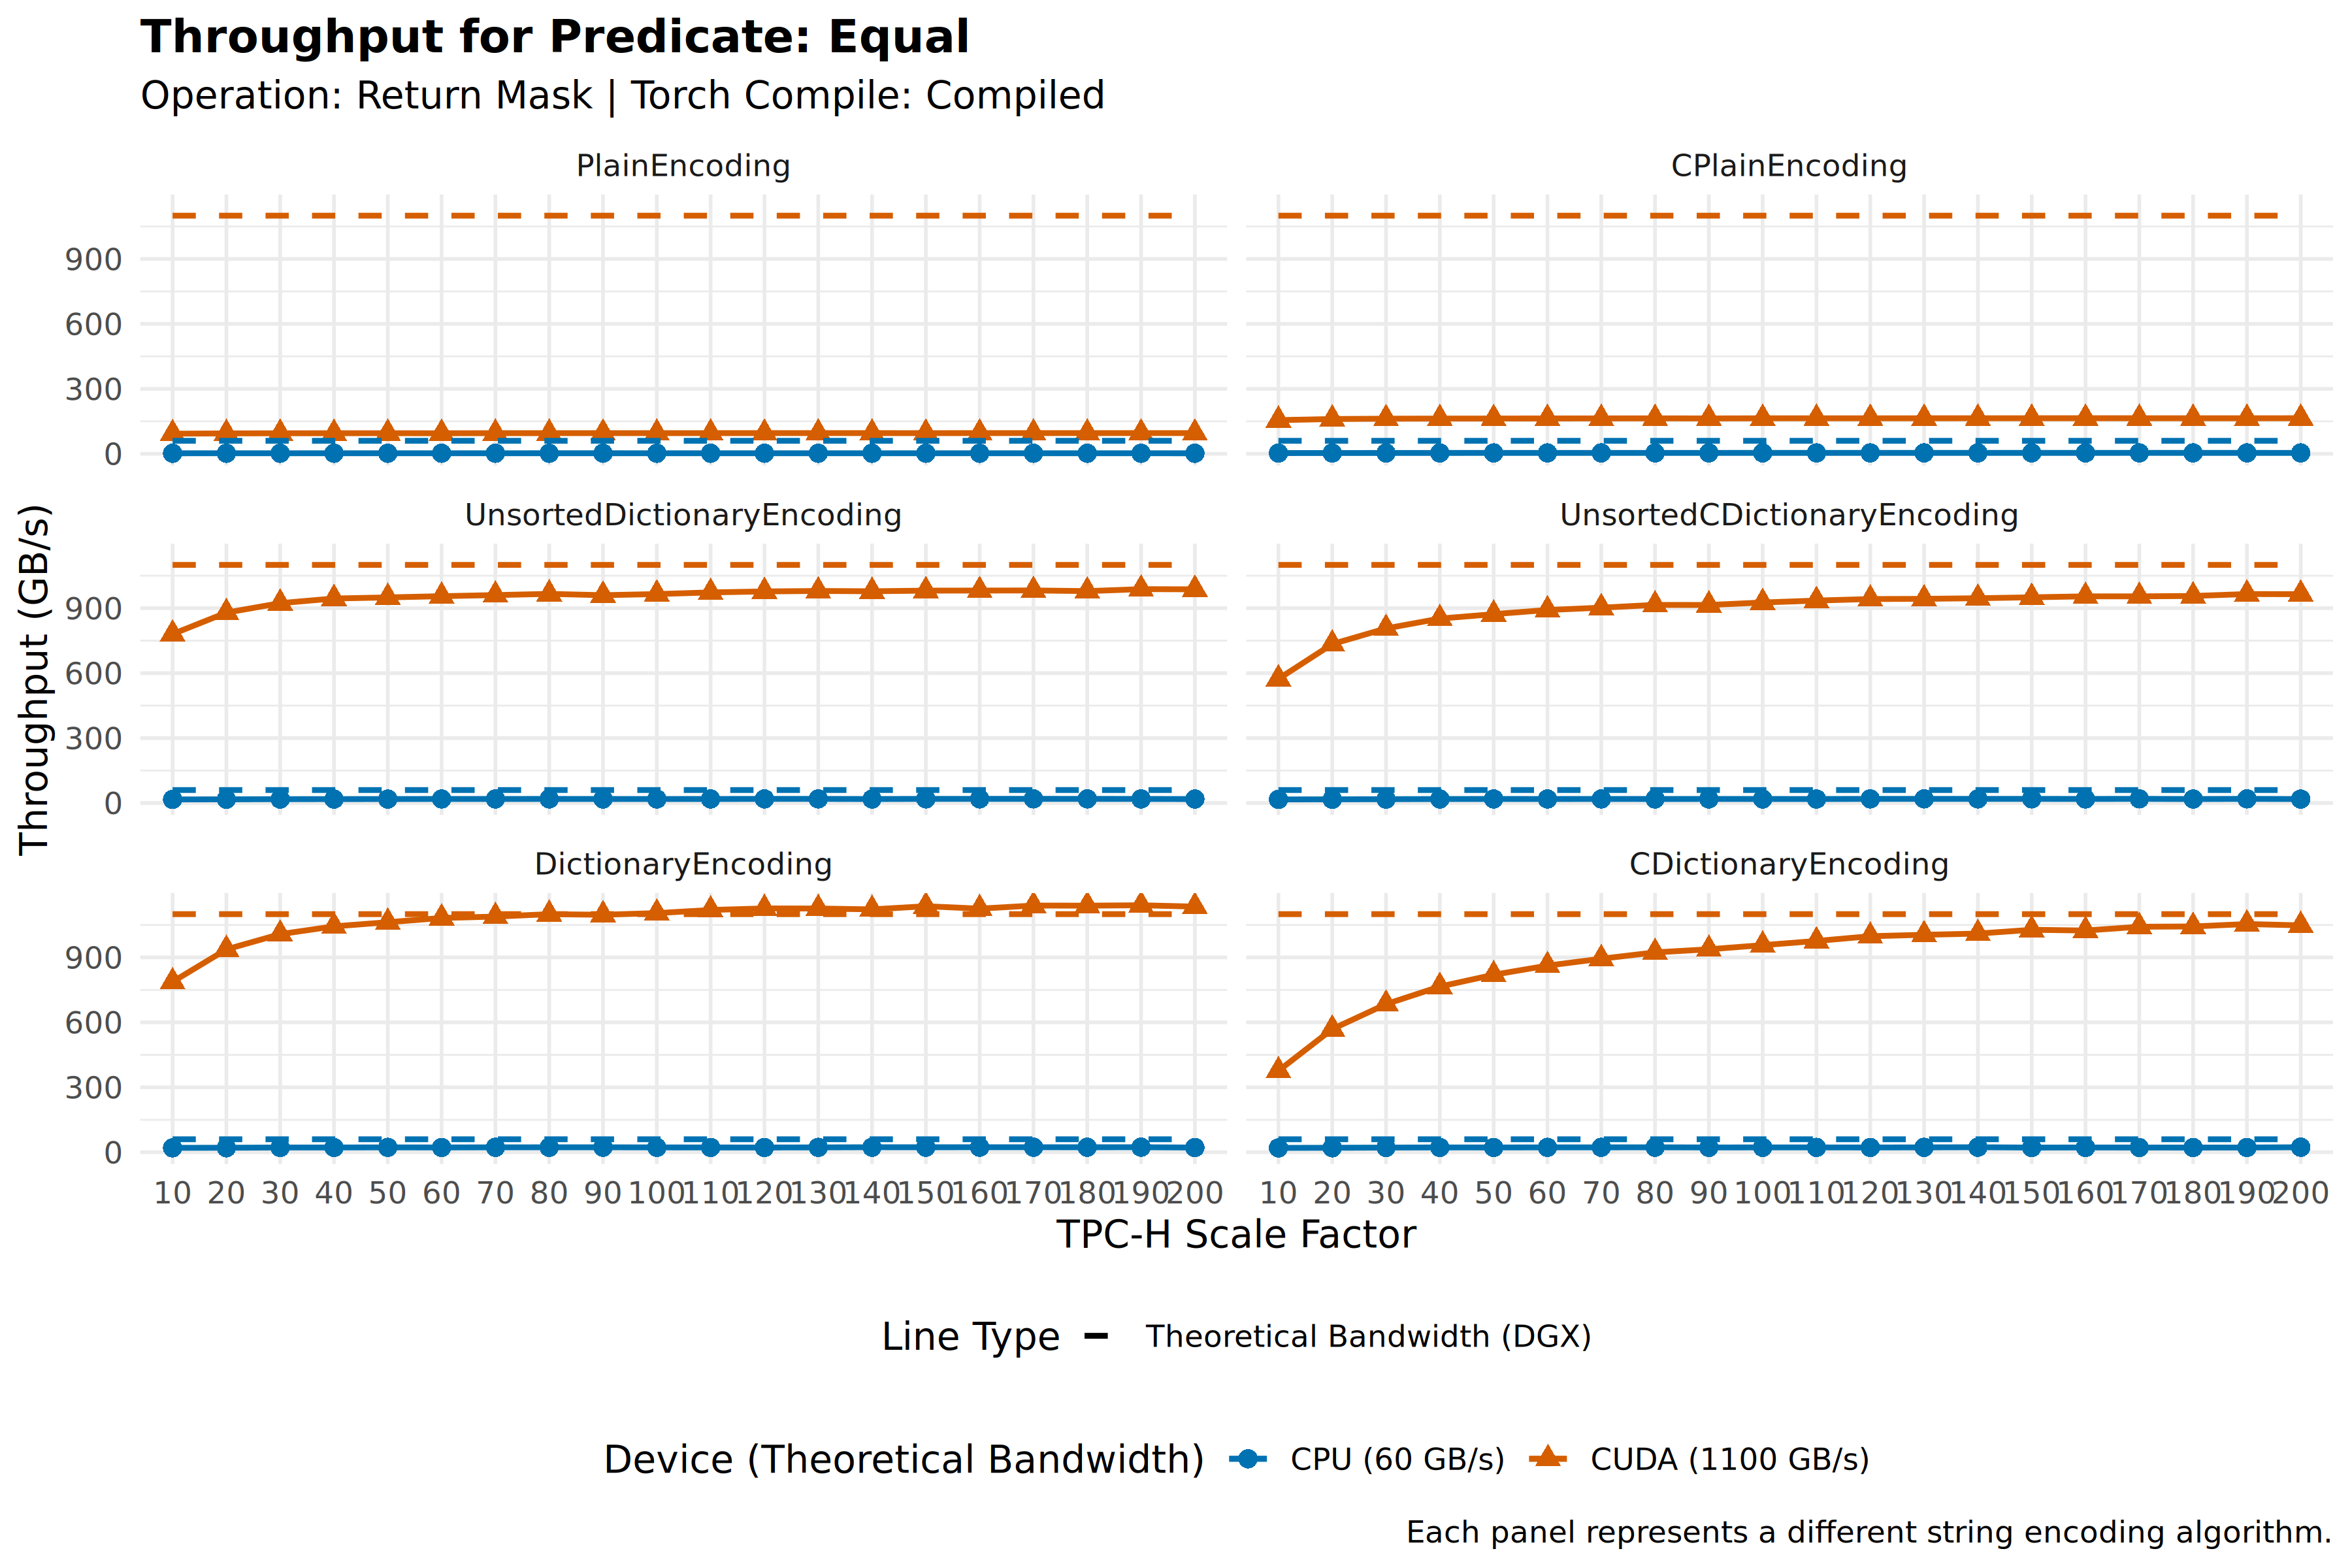 Throughput for Predicate: Equal
Operation: Return Mask | Torch Compile: Compiled
PlainEncoding
CPlainEncoding
900
600
300
0
UnsortedDictionaryEncoding
UnsortedCDictionaryEncoding
900
600
300
0
DictionaryEncoding
CDictionaryEncoding
900
600
300
0
Throughput (GB/s)
10 20 30 40 50 60 70 80 90 100 110 120 130 140 150 160 170 180 190 200
10 20 30 40 50 60 70 80 90 100 110 120 130 140 150 160 170 180 190 200
TPC-H Scale Factor
Line Type Theoretical Bandwidth (DGX)
Device (Theoretical Bandwidth) CPU (60 GB/s) CUDA (1100 GB/s)
Each panel represents a different string encoding algorithm.